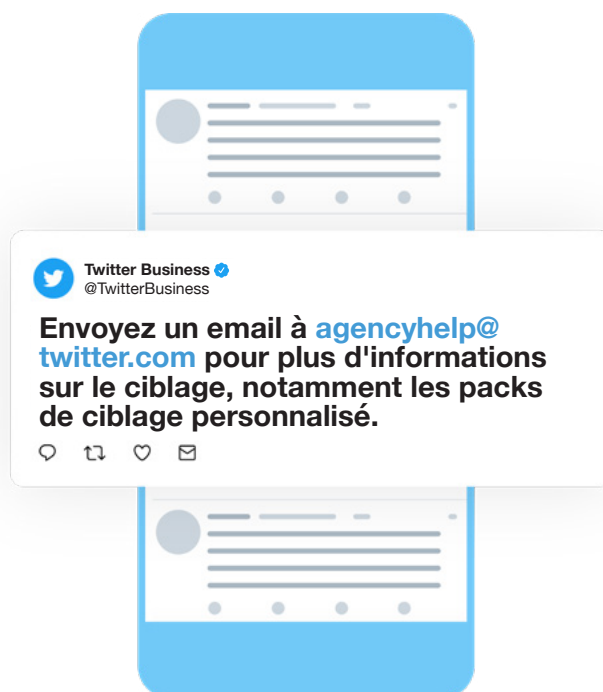 Twitter Business
@TwitterBusiness
Envoyez un email à agencyhelp@
twitter.com pour plus d'informations
sur le ciblage, notamment les packs
de ciblage personnalisé.